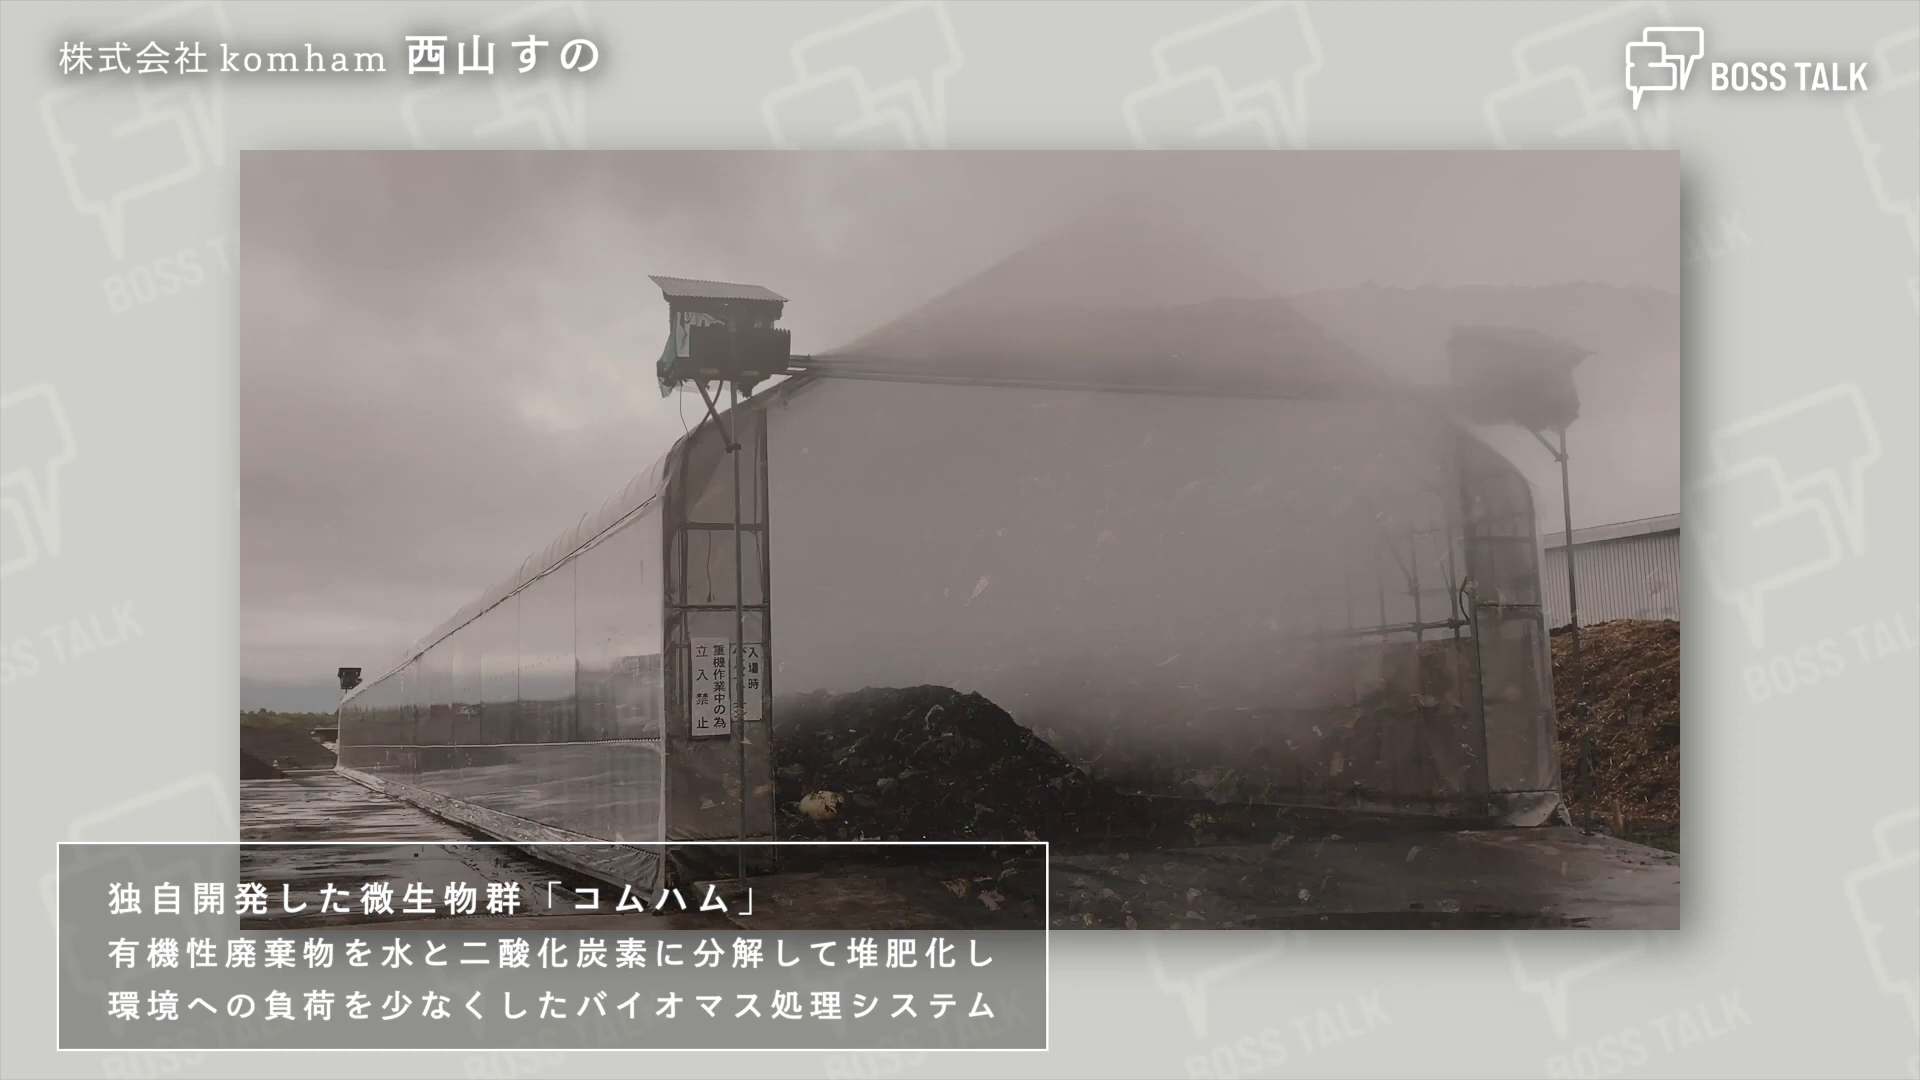 株式会社 komham 西山すの
BOSS TALK
立入禁止
重機作業中の為
入場時
独自開発した微生物群「コムハム」
有機性廃棄物を水と二酸化炭素に分解して堆肥化し
環境への負荷を少なくしたバイオマス処理システム